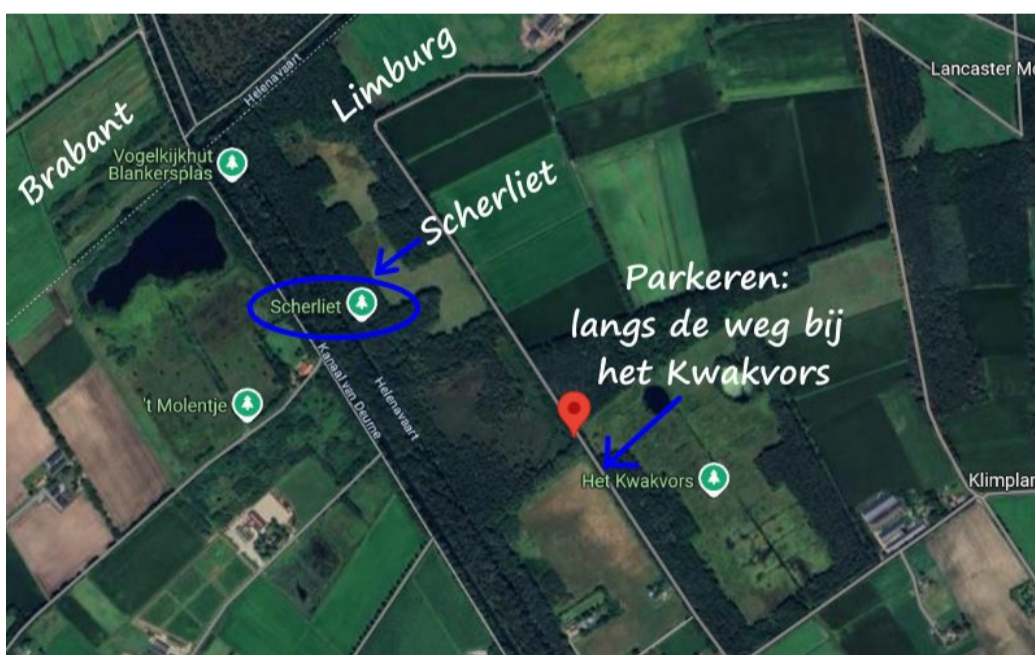 Helenavaart
Limburg
Lancaster
Brabant
Vogelkijkhut
Blankersplas
Scherliet
Scherliet
Parkeren:
langs de weg bij
het Kwakvors
Kanaal van Deurne
Helenavaart
't Molentje
Het Kwakvors